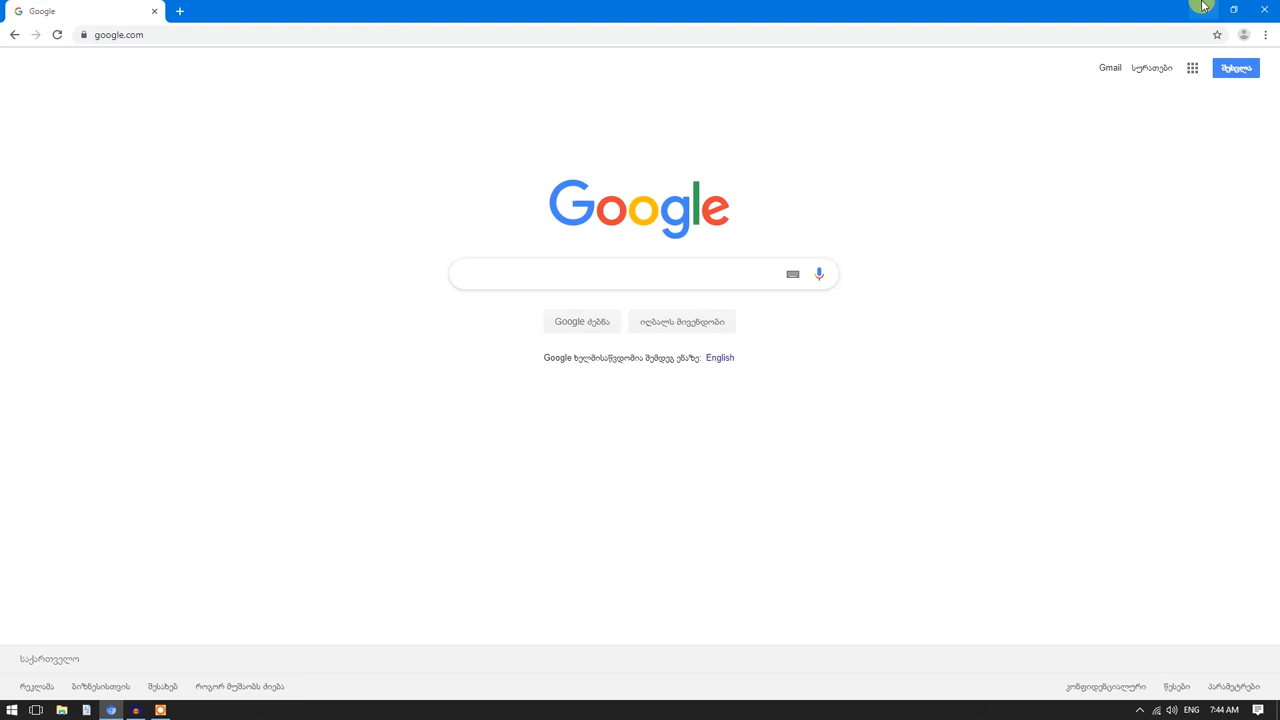 Google
google.com
Gmail სურათები შესვლა
Google
Google ძებნა იღბალს მივენდობი
Google ხელმისაწვდომია შემდეგ ენაზე: English
საქართველო
რეკლამა ბიზნესისთვის შესახებ როგორ მუშაობს ძიება კონფიდენციალური წესები პარამეტრები
ENG 7:44 AM